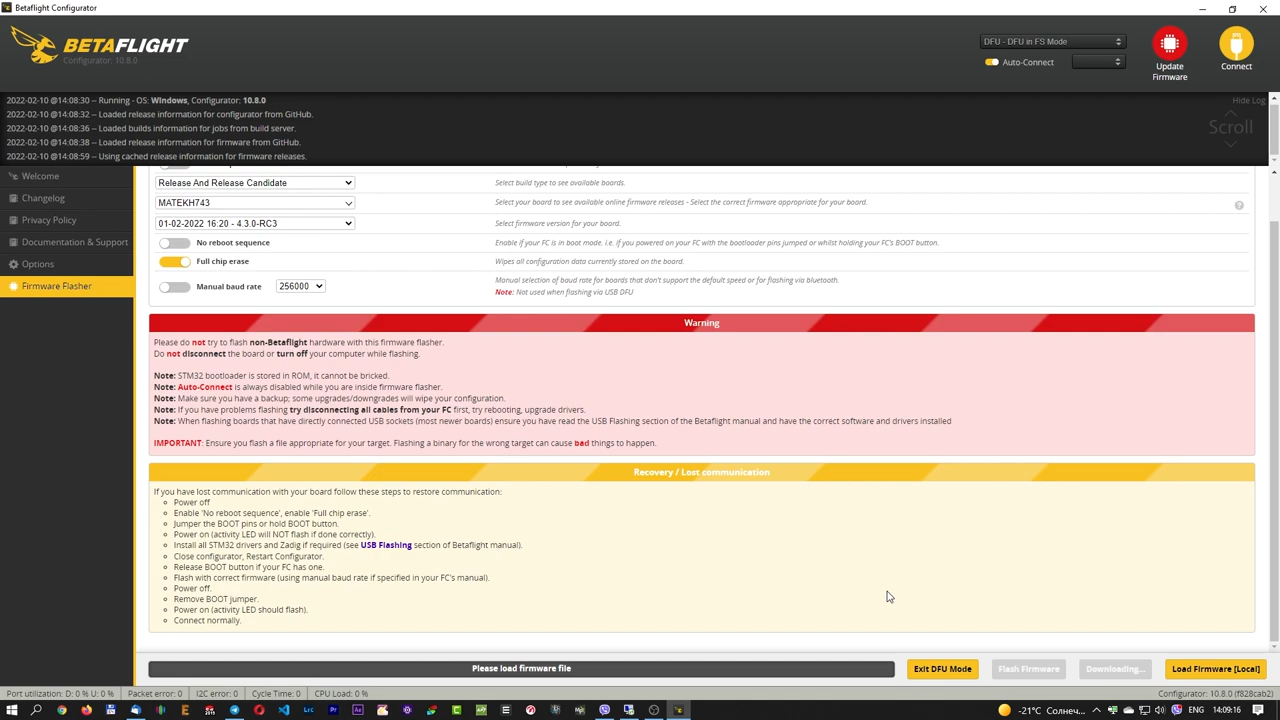 Betaflight Configurator
BETAFLIGHT
Configurator: 10.8.0
DFU - DFU in FS Mode
Auto-Connect
Update
Firmware
Connect
2022-02-10 @14:08:30 -- Running - OS: Windows, Configurator: 10.8.0
2022-02-10 @14:08:32 -- Loaded release information for configurator from GitHub.
2022-02-10 @14:08:36 -- Loaded builds information for jobs from build server.
2022-02-10 @14:08:38 -- Loaded release information for firmware from GitHub.
2022-02-10 @14:08:59 -- Using cached release information for firmware releases.
Hide Log
Scroll
Welcome
Changelog
Privacy Policy
Documentation & Support
Options
Firmware Flasher
Release And Release Candidate
Select build type to see available boards.
MATEKH743
Select your board to see available online firmware releases - Select the correct firmware appropriate for your board.
01-02-2022 16:20 - 4.3.0-RC3
Select firmware version for your board.
No reboot sequence
Enable if your FC is in boot mode. i.e. if you powered on your FC with the bootloader pins jumped or whilst holding your FC's BOOT button.
Full chip erase
Wipes all configuration data currently stored on the board.
Manual baud rate
256000
Manual selection of baud rate for boards that don't support the default speed or for flashing via bluetooth.
Note: Not used when flashing via USB DFU
Warning
Please do not try to flash non-Betaflight hardware with this firmware flasher.
Do not disconnect the board or turn off your computer while flashing.
Note: STM32 bootloader is stored in ROM, it cannot be bricked.
Note: Auto-Connect is always disabled while you are inside firmware flasher.
Note: Make sure you have a backup; some upgrades/downgrades will wipe your configuration.
Note: If you have problems flashing try disconnecting all cables from your FC first, try rebooting, upgrade drivers.
Note: When flashing boards that have directly connected USB sockets (most newer boards) ensure you have read the USB Flashing section of the Betaflight manual and have the correct software and drivers installed
IMPORTANT: Ensure you flash a file appropriate for your target. Flashing a binary for the wrong target can cause bad things to happen.
Recovery / Lost communication
If you have lost communication with your board follow these steps to restore communication:
Power off
Enable 'No reboot sequence', enable 'Full chip erase'.
Jumper the BOOT pins or hold BOOT button.
Power on (activity LED will NOT flash if done correctly).
Install all STM32 drivers and Zadig if required (see USB Flashing section of Betaflight manual).
Close configurator, Restart Configurator.
Release BOOT button if your FC has one.
Flash with correct firmware (using manual baud rate if specified in your FC's manual).
Power off.
Remove BOOT jumper.
Power on (activity LED should flash).
Connect normally.
Please load firmware file
Exit DFU Mode
Flash Firmware
Downloading...
Load Firmware [Local]
Port utilization: D: 0 % U: 0 %
Packet error: 0
I2C error: 0
Cycle Time: 0
CPU Load: 0 %
Configurator: 10.8.0 (f828cab2)
-21°C Солнечн...
14:09:16